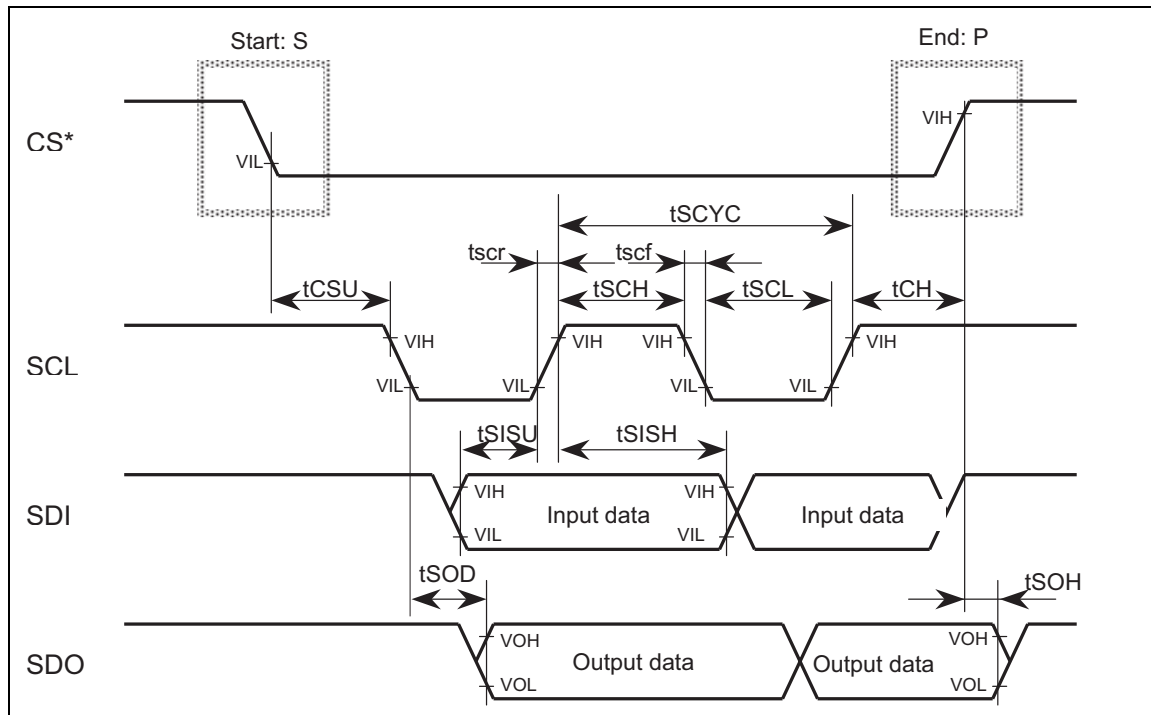 Start: S
End: P
CS*
VIL
VIH
tSCYC
tscr
tscf
tCSU
tSCH
tSCL
tCH
SCL
VIH
VIL
VIL
VIH
VIH
VIL
VIL
VIH
tSISU
tSISH
SDI
VIH
VIL
Input data
VIH
VIL
Input data
tSOD
tSOH
SDO
VOH
VOL
Output data
Output data
VOH
VOL